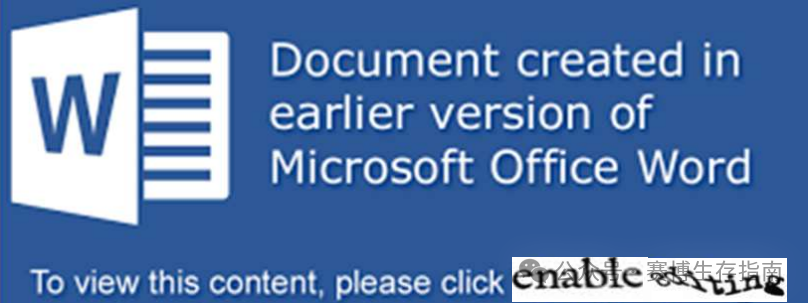 W
Document created in
earlier version of
Microsoft Office Word
To view this content, please click enable editing
公众号 · 赛博生存指南